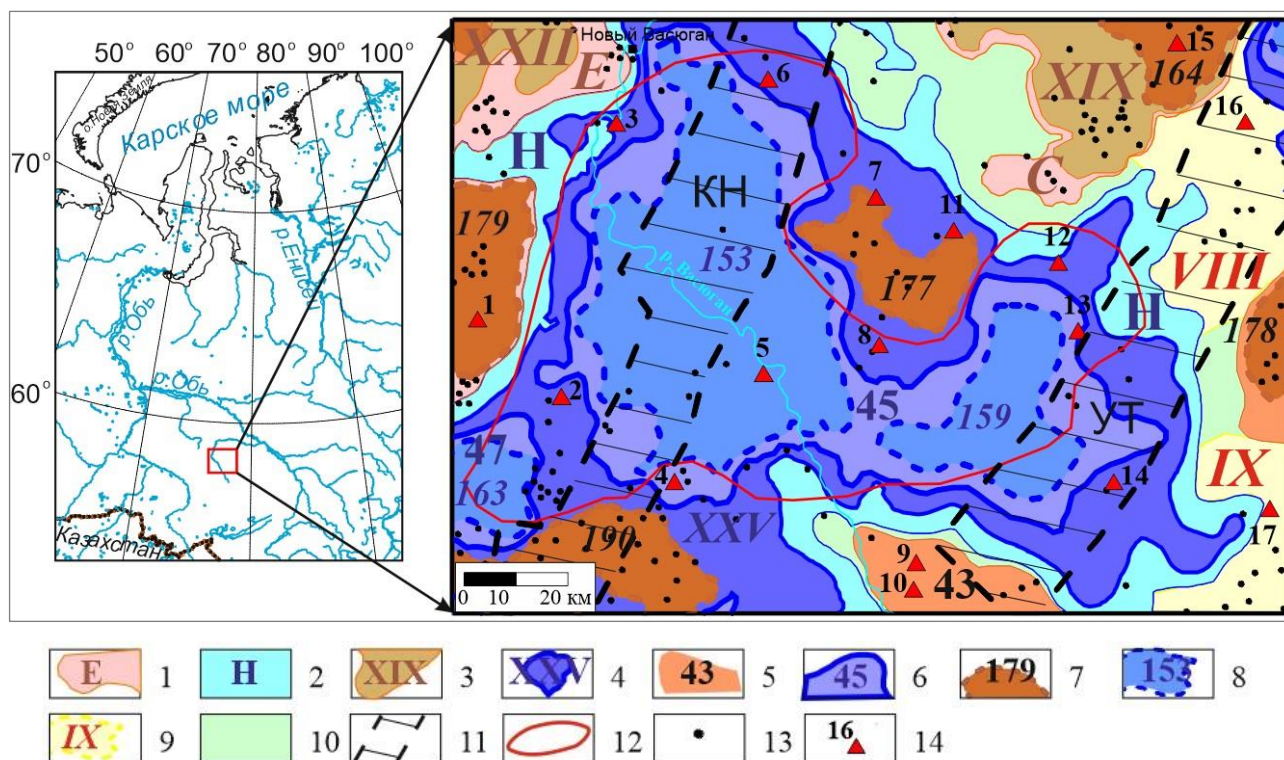 50° 60° 70° 80° 90° 100°
Карское море
о.Новая Земля
70°
р.Енисей
р.Обь
р.Обь
60°
Казахстан
Новый Васюган
XXII
E
XIX
15
164
6
16
3
H
КН
7
C
179
11
12
153
VIII
р. Васюган
177
H
1
13
8
178
5
2
45
159
УТ
47
IX
163
4
14
XXV
190
17
9
10
43
0 10 20 км
E 1
H 2
XIX 3
XXV 4
43 5
45 6
179 7
153 8
IX 9
10
11
12
13
16 14